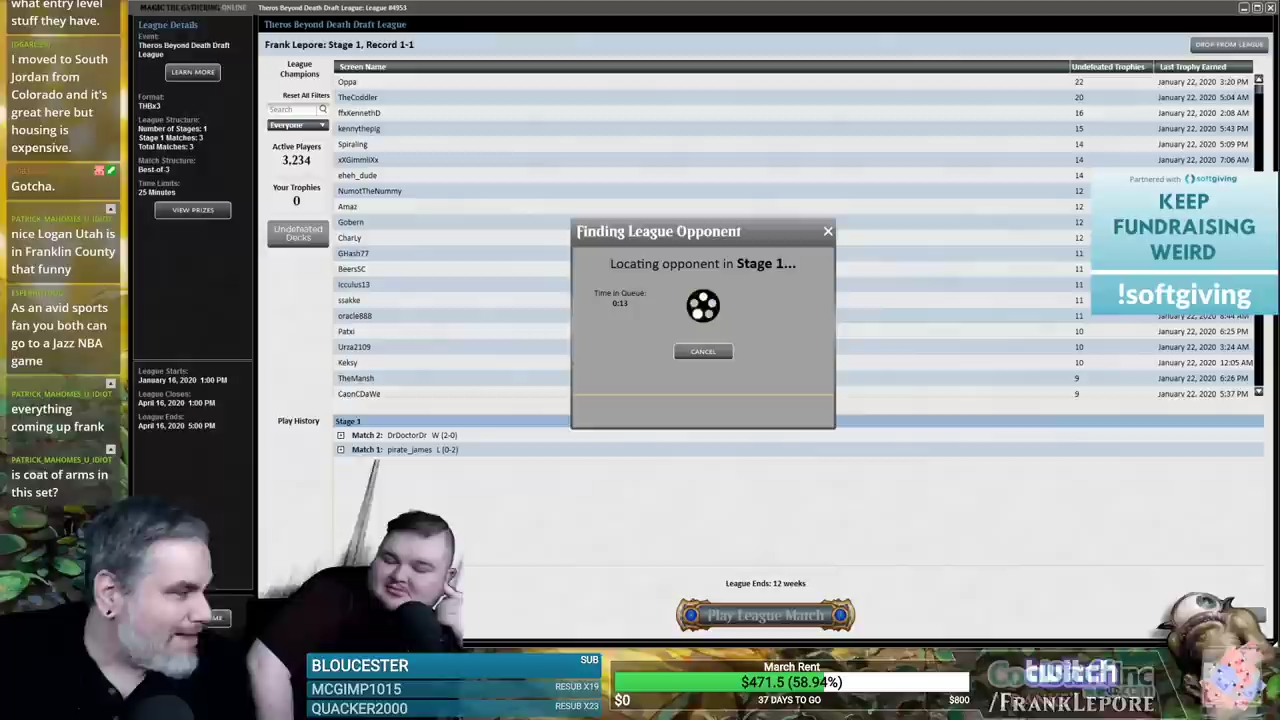 what entry level
stuff they have.
I moved to South
Jordan from
Colorado and it's
great here but
housing is
expensive.
Gotcha.
PATRICK_MAHOMES_U_IDIOT
nice Logan Utah is
in Franklin County
that funny
As an avid sports
fan you both can
go to a Jazz NBA
game
PATRICK_MAHOMES_U_IDIOT
everything
coming up frank
PATRICK_MAHOMES_U_IDIOT
is coat of arms in
this set?
MAGIC THE GATHERING ONLINE
League Details
Event:
Theros Beyond Death Draft
League
LEARN MORE
Format:
THBx3
League Structure:
Number of Stages: 1
Stage 1 Matches: 3
Total Matches: 3
Match Structure:
Best-of-3
Time Limits:
25 Minutes
VIEW PRIZES
League Starts:
January 16, 2020 1:00 PM
League Closes:
April 16, 2020 1:00 PM
League Ends:
April 16, 2020 5:00 PM
Theros Beyond Death Draft League: League #4953
Theros Beyond Death Draft League
Frank Lepore: Stage 1, Record 1-1
DROP FROM LEAGUE
League
Champions
Reset All Filters
Search
Everyone
Active Players
3,234
Your Trophies
0
Undefeated
Decks
Screen Name Undefeated Trophies Last Trophy Earned
Oppa 22 January 22, 2020 3:20 PM
TheCoddler 20 January 22, 2020 5:04 AM
ffxKennethD 16 January 22, 2020 2:08 AM
kennythepig 15 January 22, 2020 5:43 PM
Spiraling 14 January 22, 2020 5:09 PM
xXGimmliXx 14 January 22, 2020 7:06 AM
eheh_dude 14
NumotTheNummy 12
Amaz 12
Gobern 12
CharLy 12
GHash77 11
BeersSC 11
Icculus13 11
ssakke 11
oracle888 11 January 22, 2020 8:44 AM
Patxi 10 January 22, 2020 6:25 PM
Urza2109 10 January 22, 2020 3:24 AM
Keksy 10 January 22, 2020 12:05 AM
TheMansh 9 January 22, 2020 6:26 PM
CaonCDaWe 9 January 22, 2020 5:37 PM
Finding League Opponent
Locating opponent in Stage 1...
Time in Queue:
0:13
CANCEL
Partnered with softgiving
KEEP
FUNDRAISING
WEIRD
!softgiving
Play History
Stage 1
Match 2: DrDoctorDr W (2-0)
Match 1: pirate_james L (0-2)
League Ends: 12 weeks
Play League Match
BLOUCESTER SUB
MCGIMP1015 RESUB X19
QUACKER2000 RESUB X23
March Rent
$471.5 (58.94%)
$0 37 DAYS TO GO $800
twitch
/FRANKLEPORE